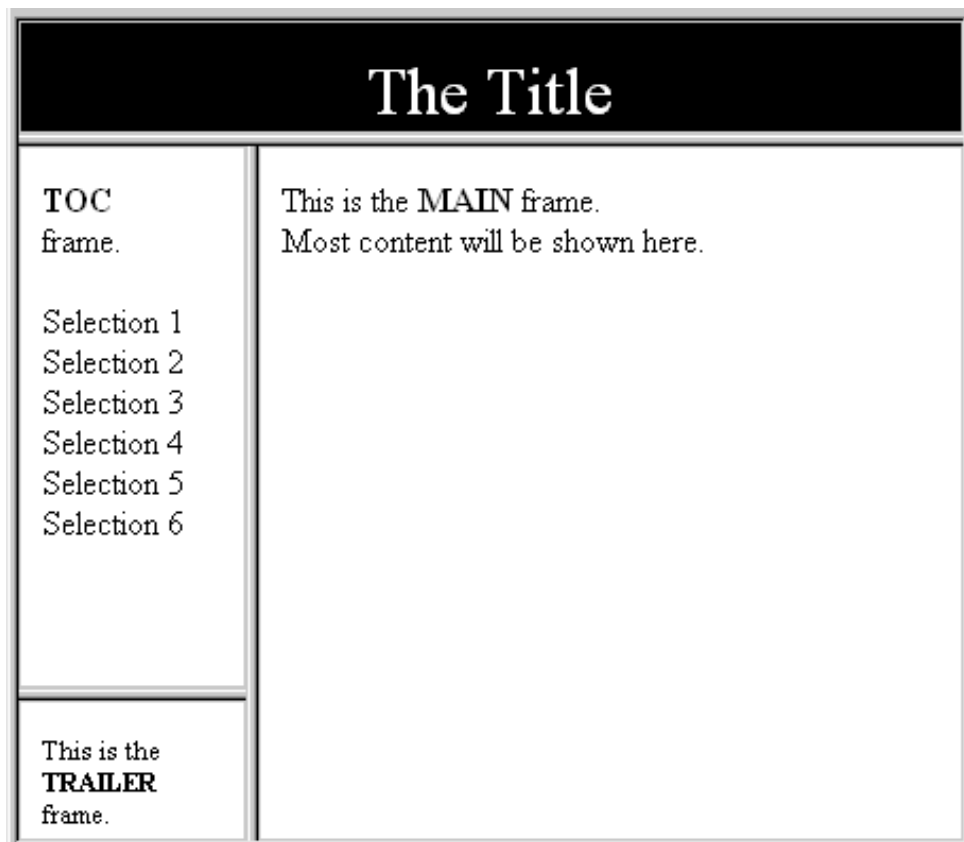 The Title
TOC
frame.
Selection 1
Selection 2
Selection 3
Selection 4
Selection 5
Selection 6
This is the
TRAILER
frame.
This is the MAIN frame.
Most content will be shown here.